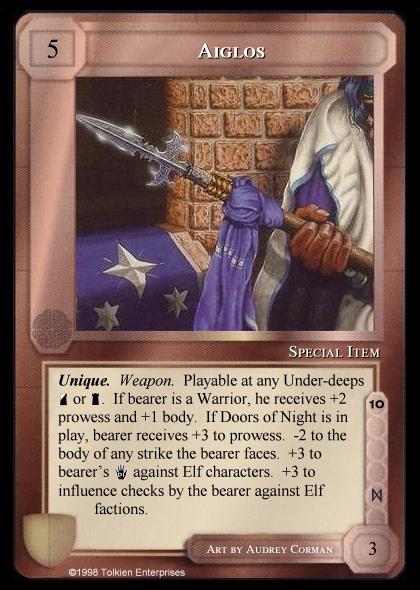 5
AIGLOS
SPECIAL ITEM
Unique. Weapon. Playable at any Under-deeps
or . If bearer is a Warrior, he receives +2
prowess and +1 body. If Doors of Night is in
play, bearer receives +3 to prowess. -2 to the
body of any strike the bearer faces. +3 to
bearer's against Elf characters. +3 to
influence checks by the bearer against Elf
factions.
10
ART BY AUDREY CORMAN
3
©1998 Tolkien Enterprises